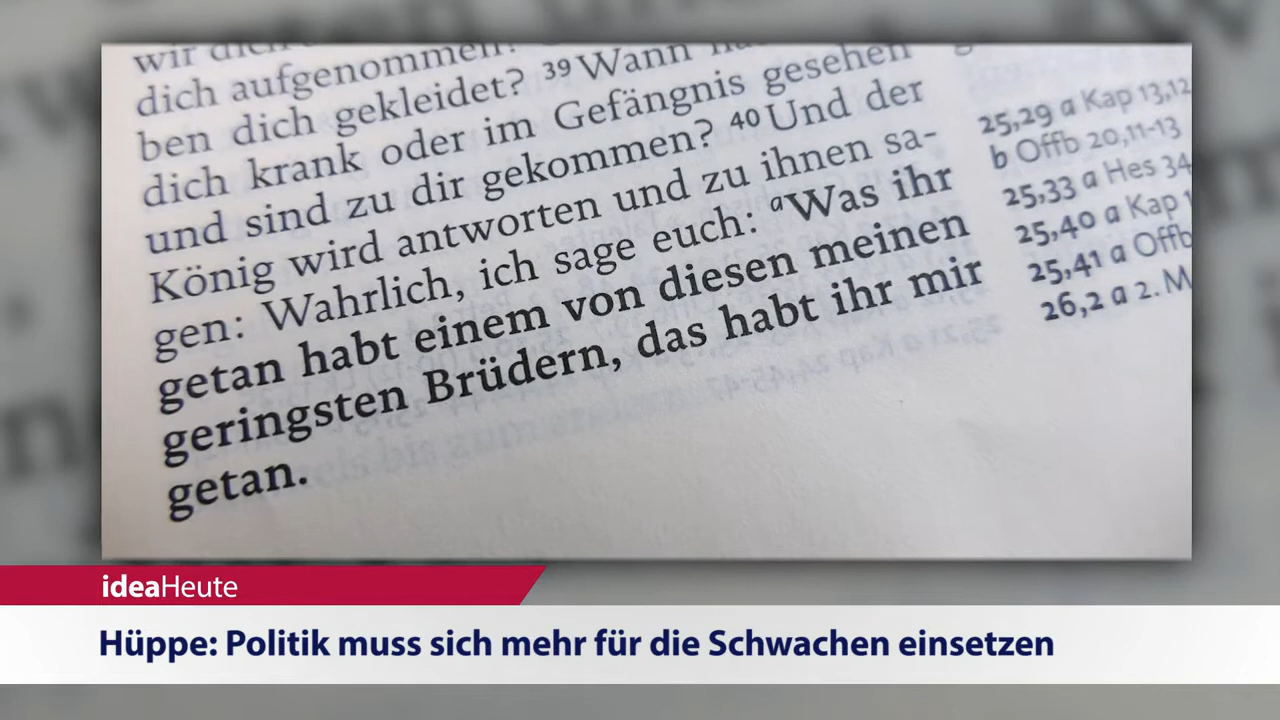 dich aufgenommen?
ben dich gekleidet? 39 Wann
dich krank oder im Gefängnis gesehen
und sind zu dir gekommen? 40 Und der
König wird antworten und zu ihnen sa-
gen: Wahrlich, ich sage euch: a Was ihr
getan habt einem von diesen meinen
geringsten Brüdern, das habt ihr mir
getan.
25,29 a Kap 13,12
b Offb 20,11-13
25,33 a Hes 34
25,40 a Kap
25,41 a Offb
26,2 a 2. M
ideaHeute
Hüppe: Politik muss sich mehr für die Schwachen einsetzen